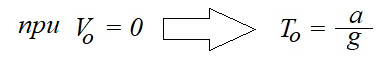 при V₀ = 0 ⇨ T₀ = a/g